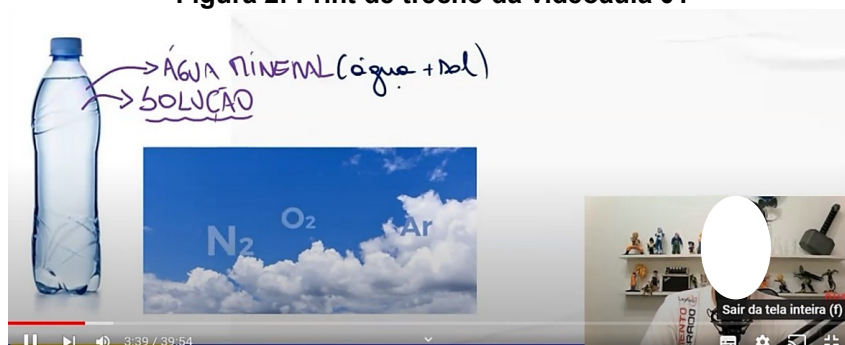 Figura 2: Print do trecho da videoaula 01
ÁGUA MINERAL (água + sal)
SOLUÇÃO
N2
O2
Ar
Sair da tela inteira (f)
3:39 / 39:54